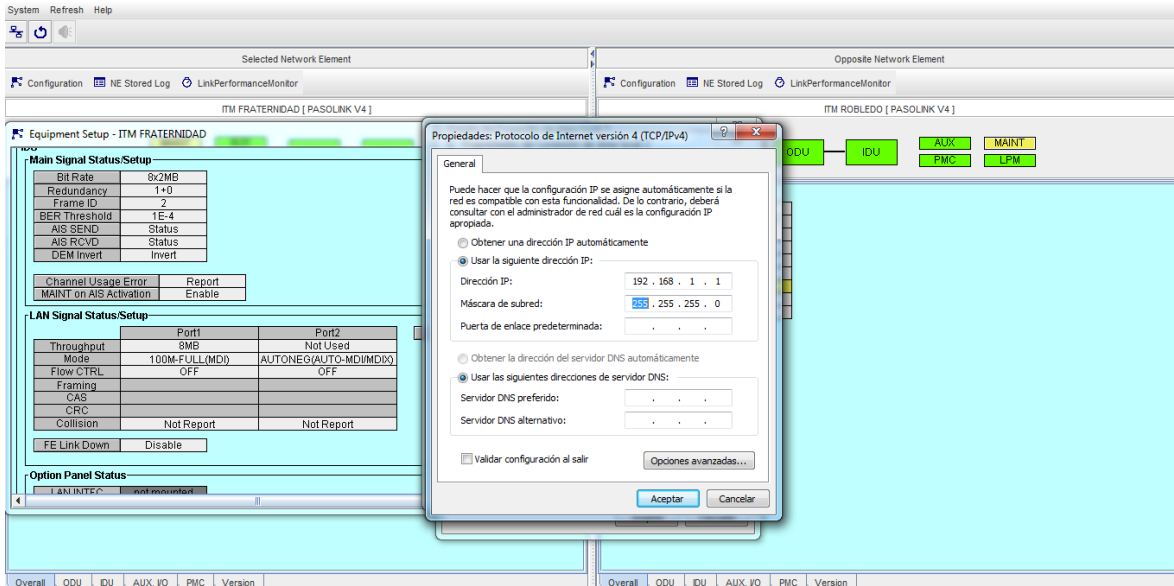 System Refresh Help
Selected Network Element
Opposite Network Element
Configuration NE Stored Log LinkPerformanceMonitor
Configuration NE Stored Log LinkPerformanceMonitor
ITM FRATERNIDAD [ PASOLINK V4 ]
ITM ROBLEDO [ PASOLINK V4 ]
Equipment Setup - ITM FRATERNIDAD
Main Signal Status/Setup
Bit Rate 8x2MB
Redundancy 1+0
Frame ID 2
BER Threshold 1E-4
AIS SEND Status
AIS RCVD Status
DEM Invert Invert
Channel Usage Error Report
MAINT on AIS Activation Enable
LAN Signal Status/Setup
Port1 Port2
Throughput 8MB Not Used
Mode 100M-FULL(MDI) AUTONEG(AUTO-MDI/MDIX)
Flow CTRL OFF OFF
Framing
CAS
CRC
Collision Not Report Not Report
FE Link Down Disable
Option Panel Status
LAN INTFC not mounted
Propiedades: Protocolo de Internet versión 4 (TCP/IPv4)
General
Puede hacer que la configuración IP se asigne automáticamente si la
red es compatible con esta funcionalidad. De lo contrario, deberá
consultar con el administrador de red cuál es la configuración IP
apropiada.
Obtener una dirección IP automáticamente
Usar la siguiente dirección IP:
Dirección IP: 192 . 168 . 1 . 1
Máscara de subred: 255 . 255 . 255 . 0
Puerta de enlace predeterminada: . . .
Obtener la dirección del servidor DNS automáticamente
Usar las siguientes direcciones de servidor DNS:
Servidor DNS preferido: . . .
Servidor DNS alternativo: . . .
Validar configuración al salir
Opciones avanzadas...
Aceptar Cancelar
ODU IDU AUX MAINT
PMC LPM
Overall ODU IDU AUX. I/O PMC Version
Overall ODU IDU AUX. I/O PMC Version